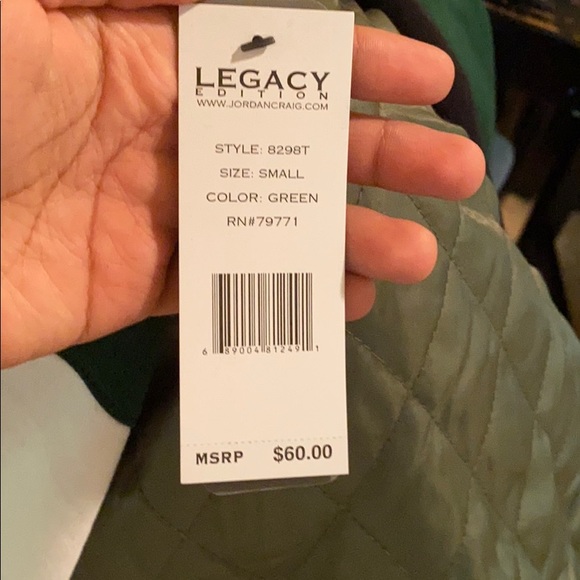 LEGACY
EDITION
WWW.JORDANCRAIG.COM
STYLE: 8298T
SIZE: SMALL
COLOR: GREEN
RN#79771
6 89004 81249 1
MSRP $60.00